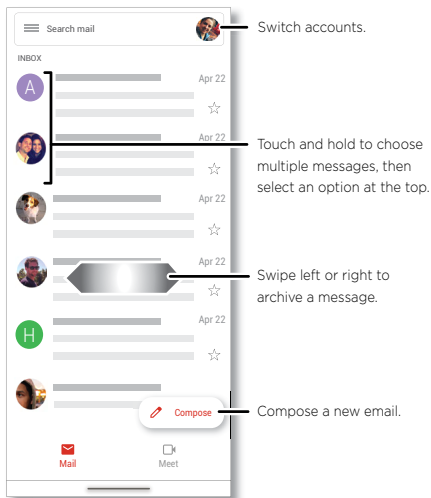 Search mail
Switch accounts.
INBOX
A
Apr 22
Apr 22
Touch and hold to choose
multiple messages, then
select an option at the top.
Apr 22
Apr 22
Swipe left or right to
archive a message.
H
Apr 22
Compose
Compose a new email.
Mail
Meet